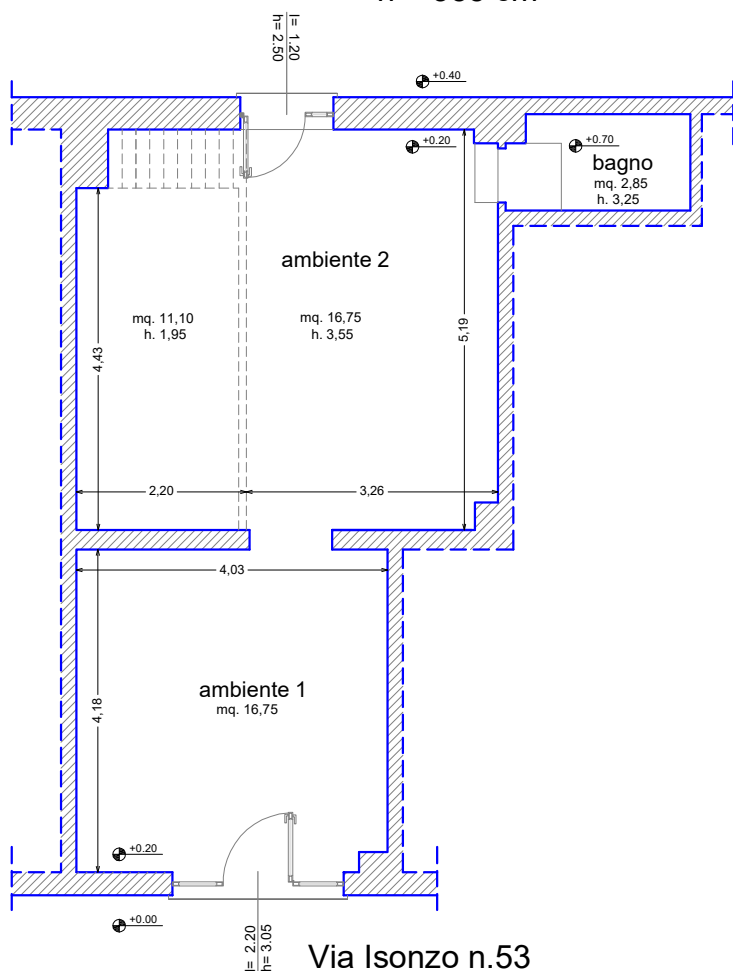 l= 1.20
h= 2.50
+0.40
+0.20
+0.70
bagno
mq. 2,85
h. 3,25
ambiente 2
mq. 11,10
h. 1,95
mq. 16,75
h. 3,55
4,43
5,19
2,20
3,26
4,03
ambiente 1
mq. 16,75
4,18
+0.20
+0.00
l= 2.20
h= 3.05
Via Isonzo n.53